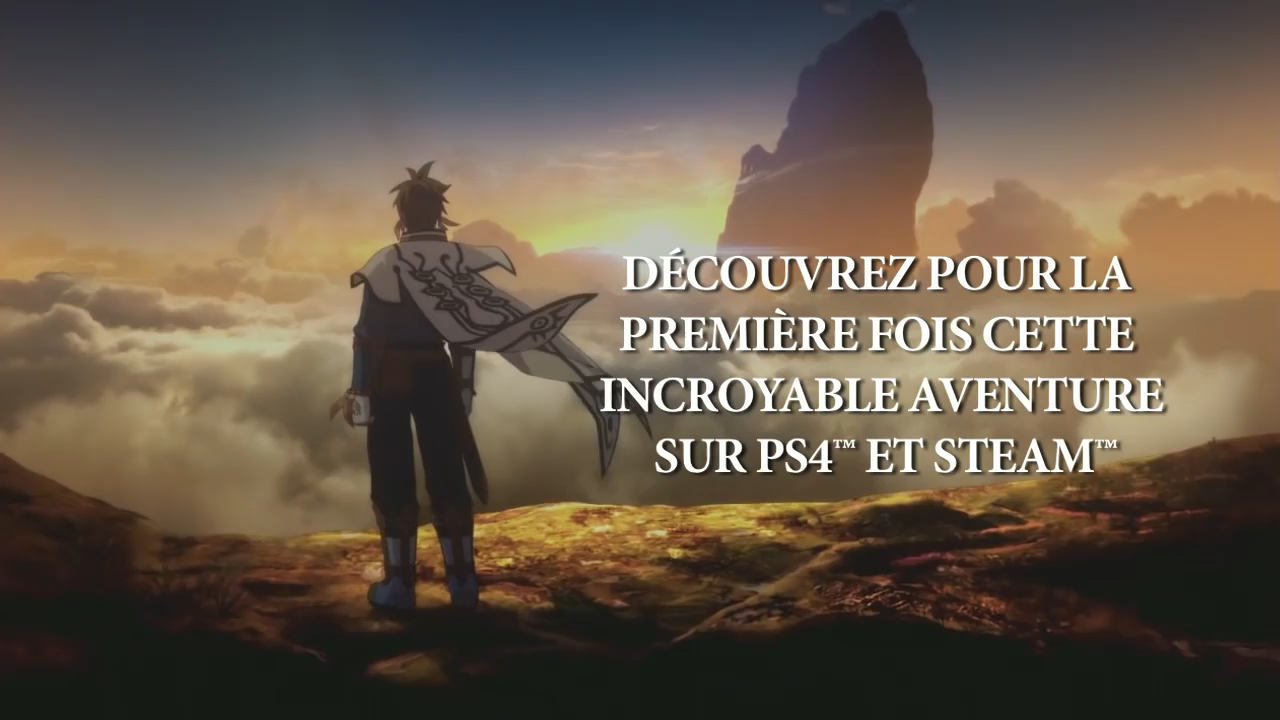 DÉCOUVREZ POUR LA
PREMIÈRE FOIS CETTE
INCROYABLE AVENTURE
SUR PS4™ ET STEAM™